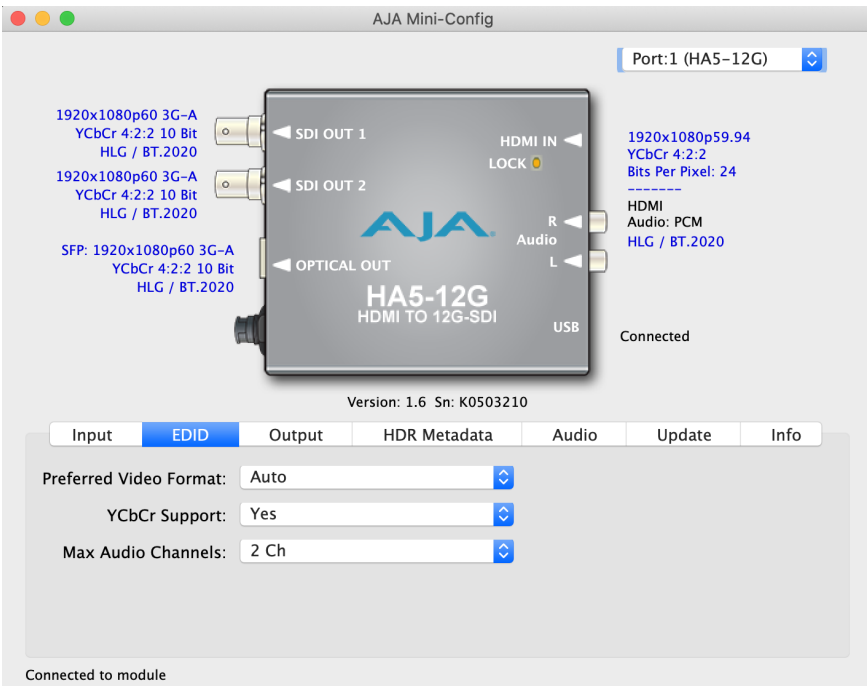 AJA Mini-Config
Port:1 (HA5-12G)
1920x1080p60 3G-A
YCbCr 4:2:2 10 Bit
HLG / BT.2020
1920x1080p60 3G-A
YCbCr 4:2:2 10 Bit
HLG / BT.2020
SFP: 1920x1080p60 3G-A
YCbCr 4:2:2 10 Bit
HLG / BT.2020
SDI OUT 1
SDI OUT 2
OPTICAL OUT
HDMI IN
LOCK
AJA
R
Audio
L
HA5-12G
HDMI TO 12G-SDI
USB
1920x1080p59.94
YCbCr 4:2:2
Bits Per Pixel: 24
-------
HDMI
Audio: PCM
HLG / BT.2020
Connected
Version: 1.6 Sn: K0503210
Input EDID Output HDR Metadata Audio Update Info
Preferred Video Format: Auto
YCbCr Support: Yes
Max Audio Channels: 2 Ch
Connected to module